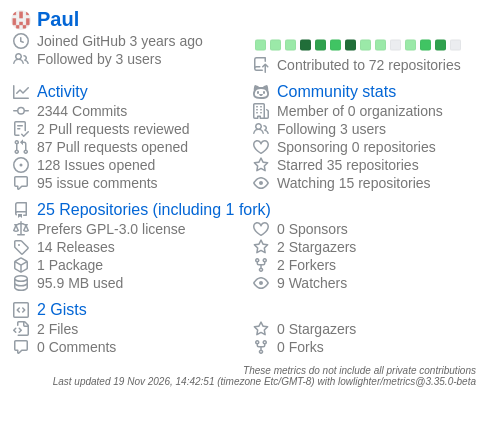 Paul
Joined GitHub 3 years ago
Followed by 3 users
Contributed to 72 repositories
Activity
2344 Commits
2 Pull requests reviewed
87 Pull requests opened
128 Issues opened
95 issue comments
Community stats
Member of 0 organizations
Following 3 users
Sponsoring 0 repositories
Starred 35 repositories
Watching 15 repositories
25 Repositories (including 1 fork)
Prefers GPL-3.0 license
14 Releases
1 Package
95.9 MB used
0 Sponsors
2 Stargazers
2 Forkers
9 Watchers
2 Gists
2 Files
0 Comments
0 Stargazers
0 Forks
These metrics do not include all private contributions
Last updated 19 Nov 2026, 14:42:51 (timezone Etc/GMT-8) with lowlighter/metrics@3.35.0-beta